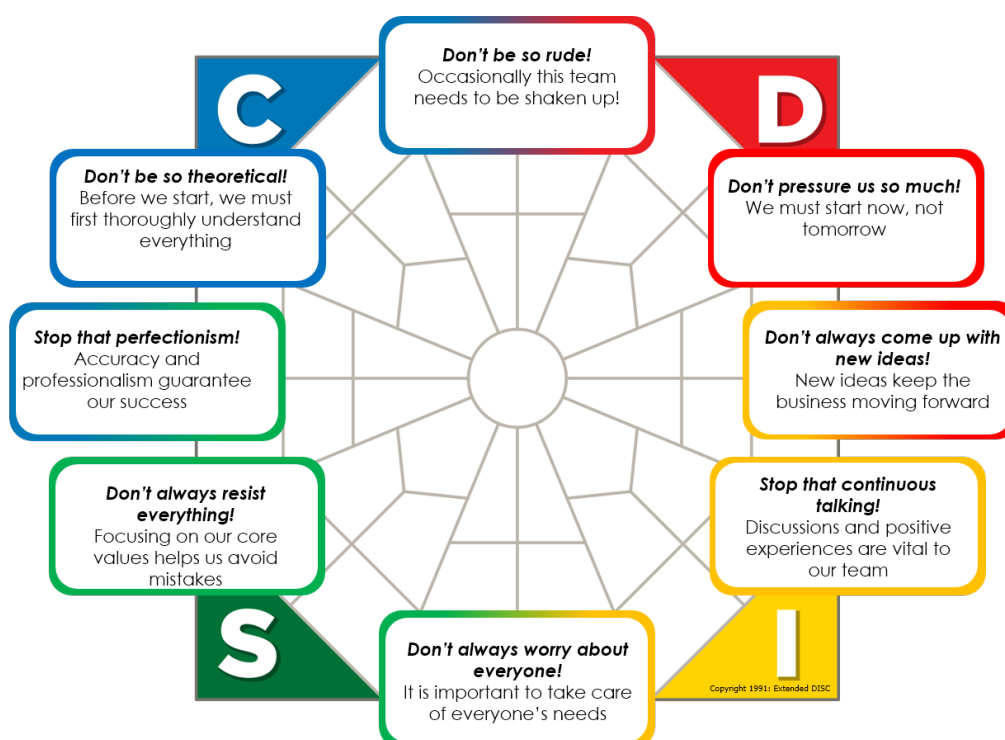 C
Don't be so rude!
Occasionally this team
needs to be shaken up!
D
Don't be so theoretical!
Before we start, we must
first thoroughly understand
everything
Don't pressure us so much!
We must start now, not
tomorrow
Stop that perfectionism!
Accuracy and
professionalism guarantee
our success
Don't always come up with
new ideas!
New ideas keep the
business moving forward
Don't always resist
everything!
Focusing on our core
values helps us avoid
mistakes
Stop that continuous
talking!
Discussions and positive
experiences are vital to
our team
S
Don't always worry about
everyone!
It is important to take care
of everyone's needs
I
Copyright 1991: Extended DISC